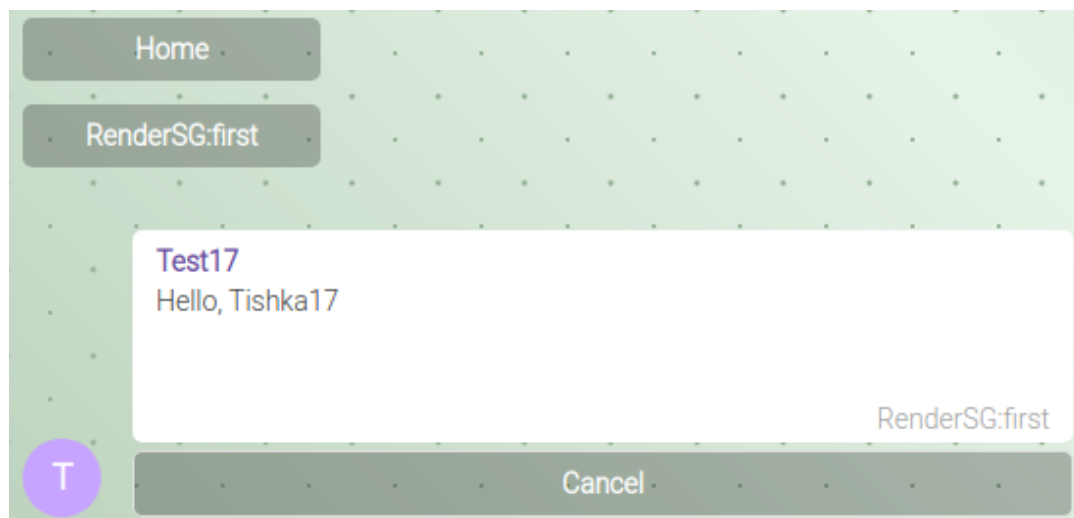 Home
RenderSG:first
Test17
Hello, Tishka17
RenderSG:first
T
Cancel